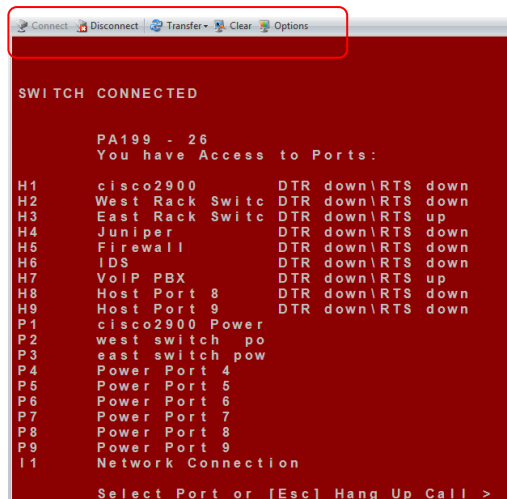 Connect Disconnect Transfer Clear Options
SWITCH CONNECTED
PA199 - 26
You have Access to Ports:
H1 cisco2900 DTR down\RTS down
H2 West Rack Switc DTR down\RTS down
H3 East Rack Switc DTR down\RTS up
H4 Juniper DTR down\RTS down
H5 Firewall DTR down\RTS down
H6 IDS DTR down\RTS down
H7 VoIP PBX DTR down\RTS up
H8 Host Port 8 DTR down\RTS down
H9 Host Port 9 DTR down\RTS down
P1 cisco2900 Power
P2 west switch po
P3 east switch pow
P4 Power Port 4
P5 Power Port 5
P6 Power Port 6
P7 Power Port 7
P8 Power Port 8
P9 Power Port 9
I1 Network Connection
Select Port or [Esc] Hang Up Call >